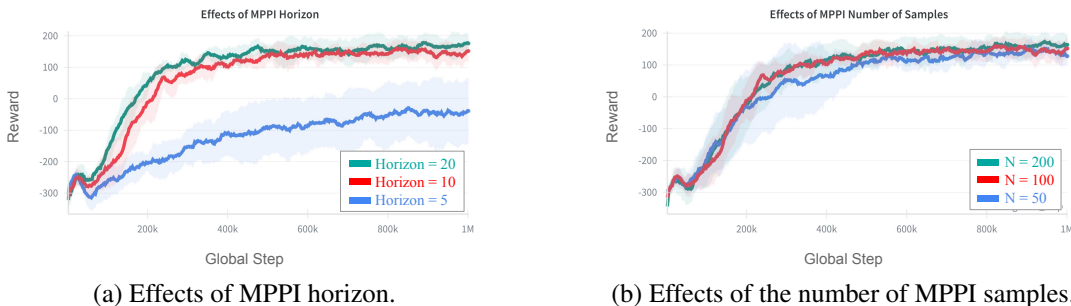 Effects of MPPI Horizon
200
100
0
-100
-200
-300
Reward
200k
400k
600k
800k
1M
Global Step
Horizon = 20
Horizon = 10
Horizon = 5
(a) Effects of MPPI horizon.
Effects of MPPI Number of Samples
200
100
0
-100
-200
-300
Reward
200k
400k
600k
800k
1M
Global Step
N = 200
N = 100
N = 50
(b) Effects of the number of MPPI samples.